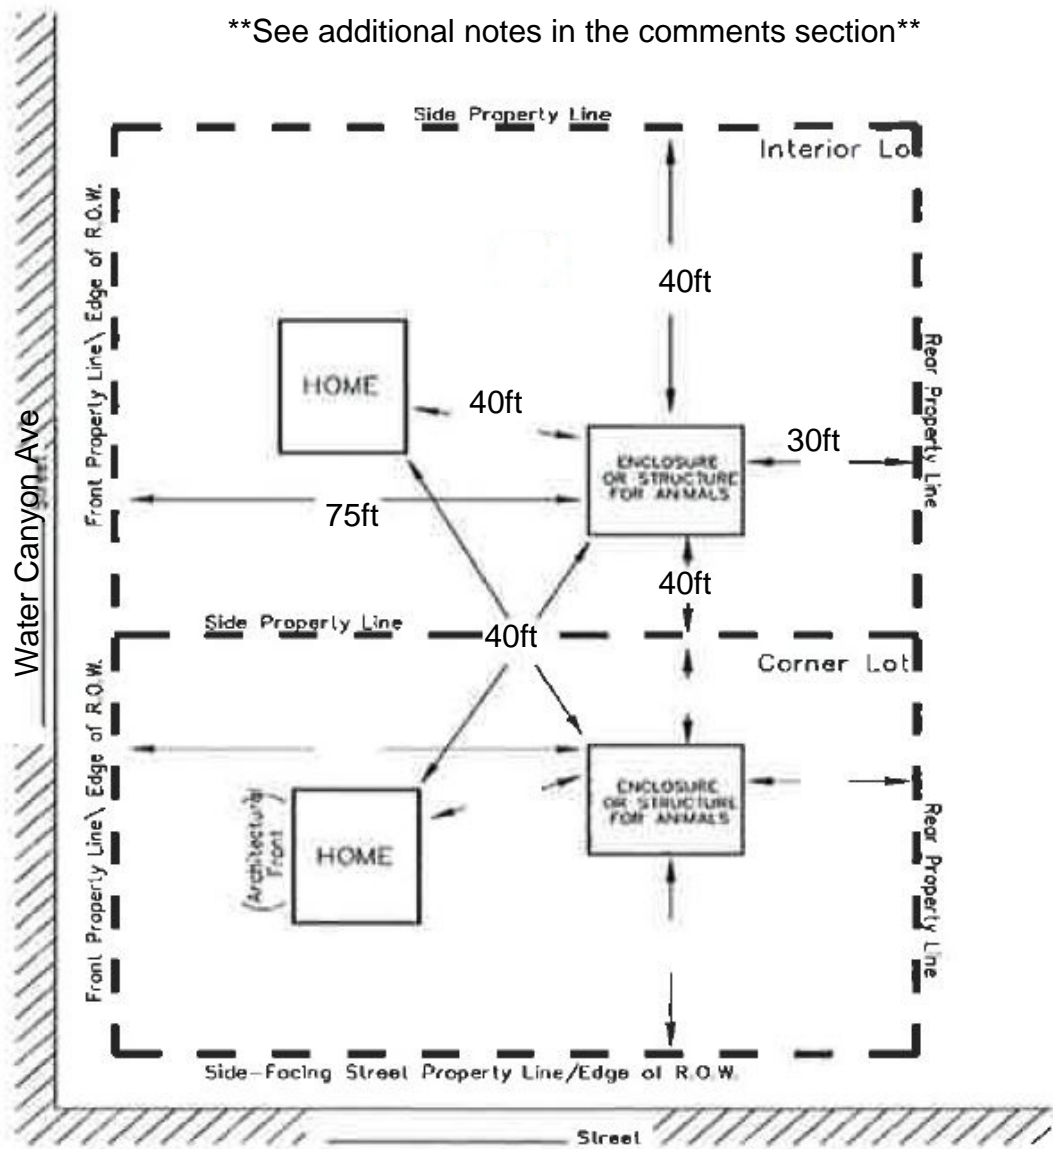 **See additional notes in the comments section**
Side Property Line
Interior Lo
Front Property Line\ Edge of R.O.W.
40ft
HOME
40ft
Rear Property Line
ENCLOSURE
OR STRUCTURE
FOR ANIMALS
30ft
Water Canyon Ave
75ft
40ft
Side Property Line
40ft
Corner Lot
Front Property Line\ Edge of R.O.W.
(Architectural
Front)
HOME
ENCLOSURE
OR STRUCTURE
FOR ANIMALS
Rear Property Line
Side-Facing Street Property Line/Edge of R.O.W.
Street